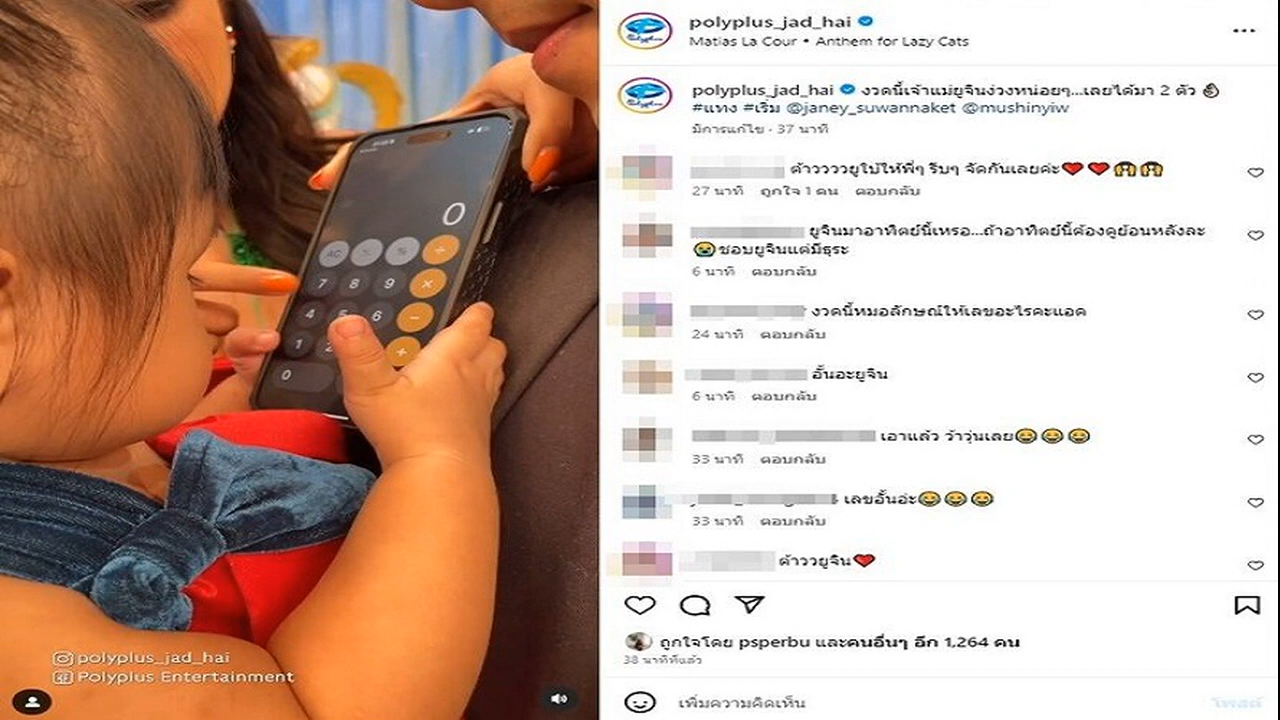 polyplus_jad_hai
Matias La Cour • Anthem for Lazy Cats
polyplus_jad_hai งวดนี้เจ้าแม่ยูจินง่วงหน่อยๆ...เลยได้มา 2 ตัว 👌🏻
#แทง #เริ่ม @janey_suwannaket @mushinyiw
มีการแก้ไข · 37 นาที
ค้าววววยูใบ้ให้พี่ๆ รีบๆ จัดกันเลยค่ะ❤️❤️🙌🙌
27 นาที ถูกใจ 1 คน ตอบกลับ
ยูจินมาอาทิตย์นี้เหรอ...ถ้าอาทิตย์นี้ต้องดูย้อนหลังละ
😭ชอบยูจินแต่มีธุระ
6 นาที ตอบกลับ
งวดนี้หมอลักษณ์ให้เลขอะไรคะแอด
24 นาที ตอบกลับ
อั้นอะยูจิน
6 นาที ตอบกลับ
เอาแล้ว ว้าวุ่นเลย😂😂😂
33 นาที ตอบกลับ
เลขอั้นอ่ะ😂😂😂
33 นาที ตอบกลับ
ค้าววยูจิน❤️
ถูกใจโดย psperbu และคนอื่นๆ อีก 1,264 คน
38 นาทีที่แล้ว
เพิ่มความคิดเห็น
โพสต์
0
AC % ÷
7 8 9 ×
4 5 6 −
1 2 +
0
polyplus_jad_hai
Polyplus Entertainment